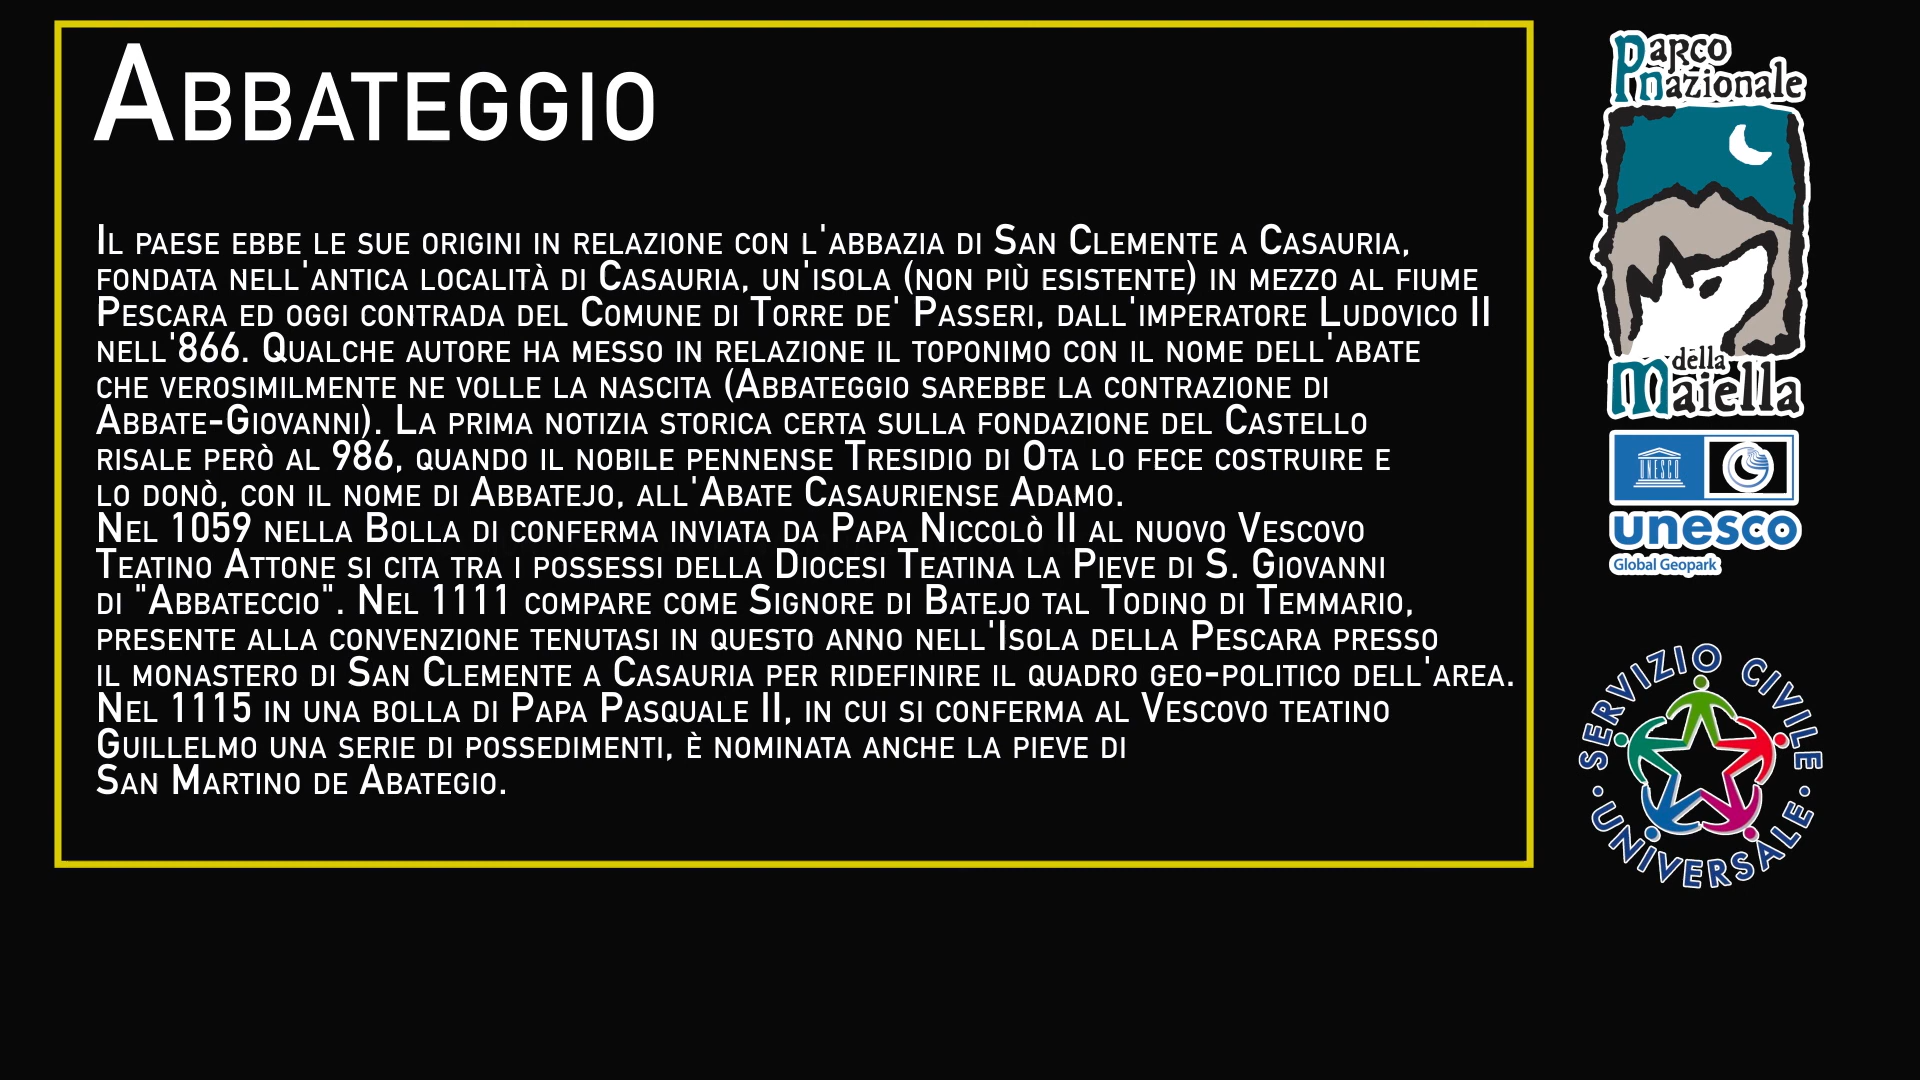 Abbateggio
Il paese ebbe le sue origini in relazione con l'abbazia di San Clemente a Casauria,
fondata nell'antica località di Casauria, un'isola (non più esistente) in mezzo al fiume
Pescara ed oggi contrada del Comune di Torre de' Passeri, dall'imperatore Ludovico II
nell'866. Qualche autore ha messo in relazione il toponimo con il nome dell'abate
che verosimilmente ne volle la nascita (Abbateggio sarebbe la contrazione di
Abbate-Giovanni). La prima notizia storica certa sulla fondazione del Castello
risale però al 986, quando il nobile pennense Tresidio di Ota lo fece costruire e
lo donò, con il nome di Abbatejo, all'Abate Casauriense Adamo.
Nel 1059 nella Bolla di conferma inviata da Papa Niccolò II al nuovo Vescovo
Teatino Attone si cita tra i possessi della Diocesi Teatina la Pieve di S. Giovanni
di "Abbateccio". Nel 1111 compare come Signore di Batejo tal Todino di Temmario,
presente alla convenzione tenutasi in questo anno nell'Isola della Pescara presso
il monastero di San Clemente a Casauria per ridefinire il quadro geo-politico dell'area.
Nel 1115 in una bolla di Papa Pasquale II, in cui si conferma al Vescovo teatino
Guillelmo una serie di possedimenti, è nominata anche la pieve di
San Martino de Abategio.
Parco
Nazionale
della
Maiella
UNESCO
unesco
Global Geopark
SERVIZIO CIVILE
UNIVERSALE